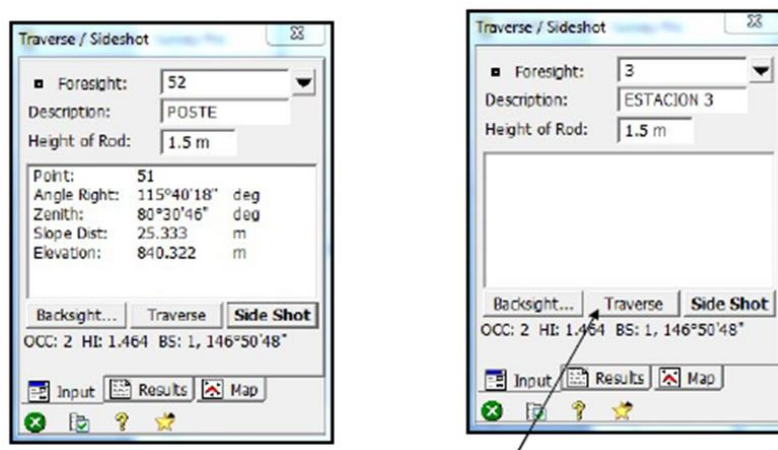 Traverse / Sideshot
Foresight: 52
Description: POSTE
Height of Rod: 1.5 m
Point: 51
Angle Right: 115°40'18" deg
Zenith: 80°30'46" deg
Slope Dist: 25.333 m
Elevation: 840.322 m
Backsight... Traverse Side Shot
OCC: 2 HI: 1.464 BS: 1, 146°50'48"
Input Results Map
Traverse / Sideshot
Foresight: 3
Description: ESTACION 3
Height of Rod: 1.5 m
Backsight... Traverse Side Shot
OCC: 2 HI: 1.464 BS: 1, 146°50'48"
Input Results Map